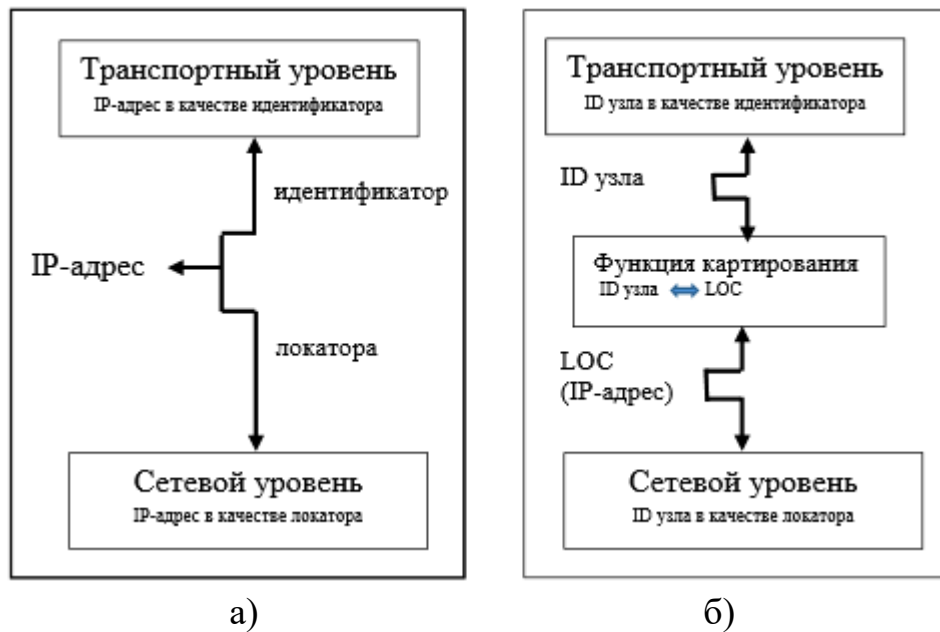 Транспортный уровень
IP-адрес в качестве идентификатора
идентификатор
IP-адрес
локатора
Сетевой уровень
IP-адрес в качестве локатора
а)
Транспортный уровень
ID узла в качестве идентификатора
ID узла
Функция картирования
ID узла ⇔ LOC
LOC
(IP-адрес)
Сетевой уровень
ID узла в качестве локатора
б)